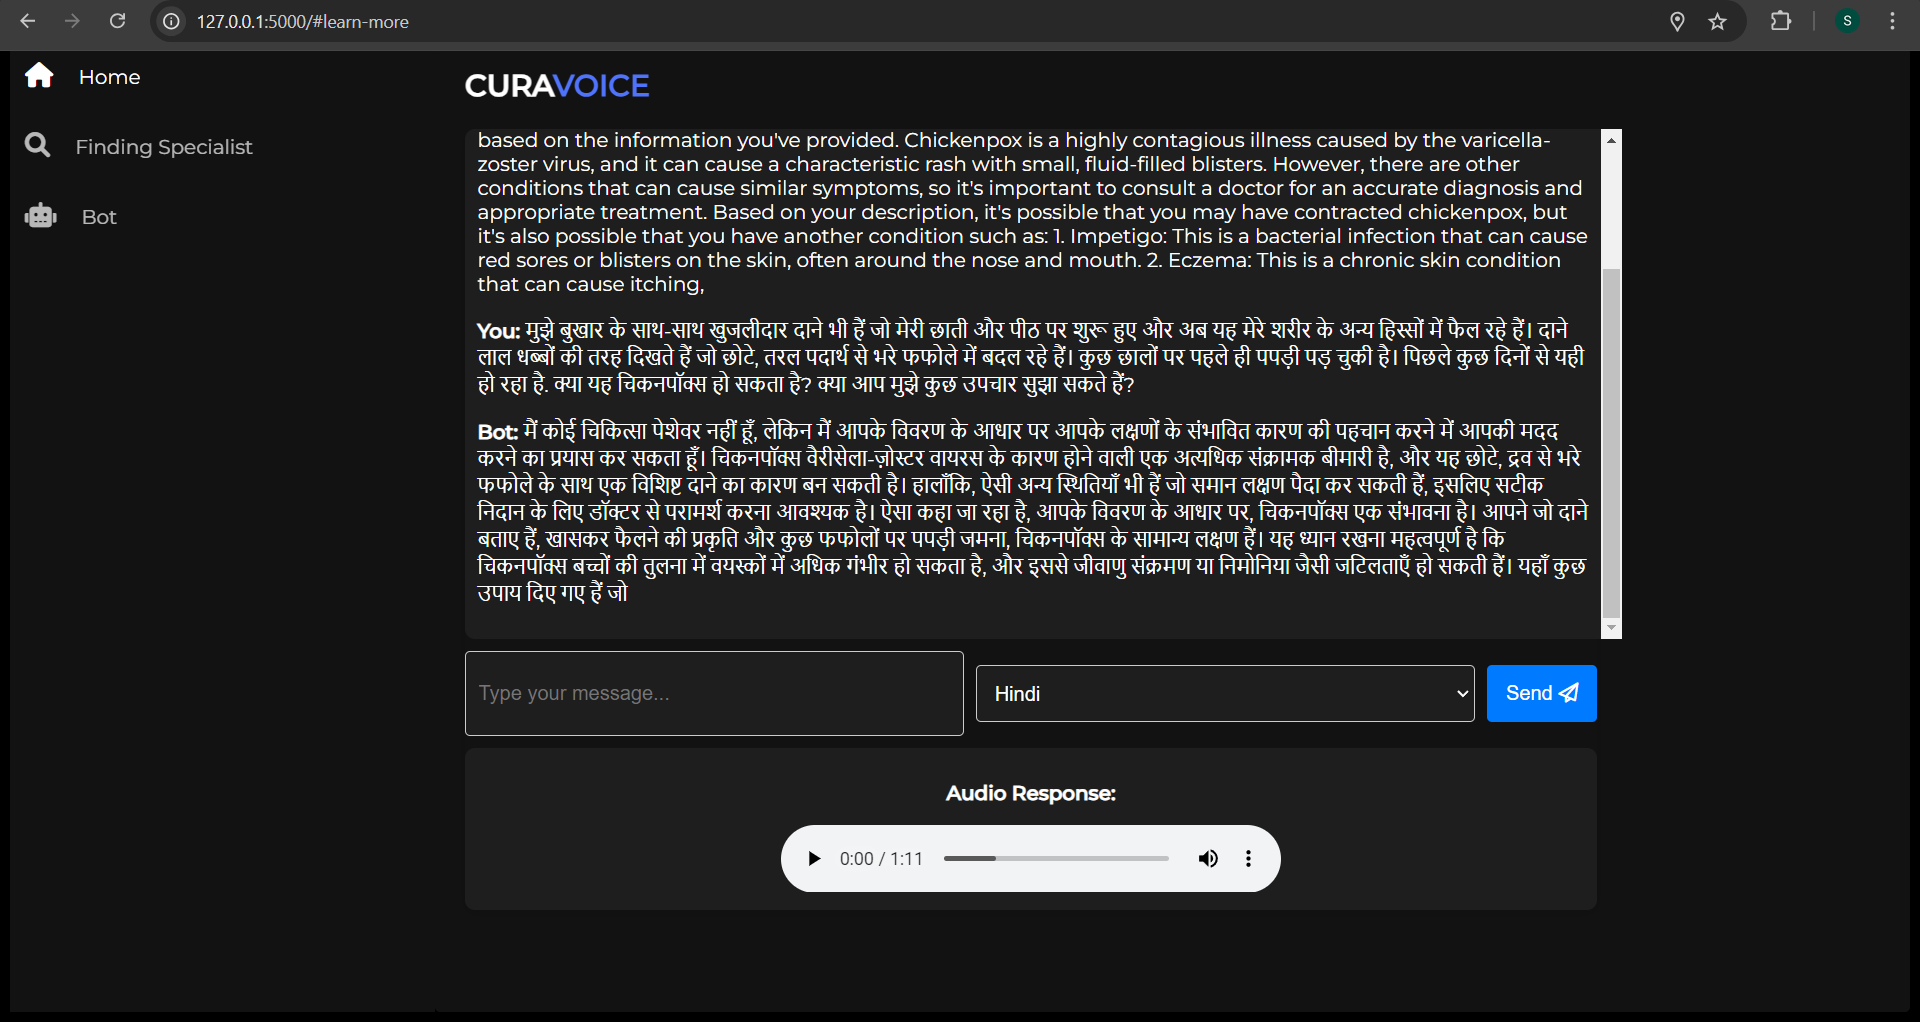 127.0.0.1:5000/#learn-more
S
Home
Finding Specialist
Bot
CURAVOICE
based on the information you've provided. Chickenpox is a highly contagious illness caused by the varicella-
zoster virus, and it can cause a characteristic rash with small, fluid-filled blisters. However, there are other
conditions that can cause similar symptoms, so it's important to consult a doctor for an accurate diagnosis and
appropriate treatment. Based on your description, it's possible that you may have contracted chickenpox, but
it's also possible that you have another condition such as: 1. Impetigo: This is a bacterial infection that can cause
red sores or blisters on the skin, often around the nose and mouth. 2. Eczema: This is a chronic skin condition
that can cause itching,
You: मुझे बुखार के साथ-साथ खुजलीदार दाने भी हैं जो मेरी छाती और पीठ पर शुरू हुए और अब यह मेरे शरीर के अन्य हिस्सों में फैल रहे हैं। दाने
लाल धब्बों की तरह दिखते हैं जो छोटे, तरल पदार्थ से भरे फफोले में बदल रहे हैं। कुछ छालों पर पहले ही पपड़ी पड़ चुकी है। पिछले कुछ दिनों से यही
हो रहा है. क्या यह चिकनपॉक्स हो सकता है? क्या आप मुझे कुछ उपचार सुझा सकते हैं?
Bot: मैं कोई चिकित्सा पेशेवर नहीं हूँ, लेकिन मैं आपके विवरण के आधार पर आपके लक्षणों के संभावित कारण की पहचान करने में आपकी मदद
करने का प्रयास कर सकता हूँ। चिकनपॉक्स वैरीसेला-ज़ोस्टर वायरस के कारण होने वाली एक अत्यधिक संक्रामक बीमारी है, और यह छोटे, द्रव से भरे
फफोले के साथ एक विशिष्ट दाने का कारण बन सकती है। हालाँकि, ऐसी अन्य स्थितियाँ भी हैं जो समान लक्षण पैदा कर सकती हैं, इसलिए सटीक
निदान के लिए डॉक्टर से परामर्श करना आवश्यक है। ऐसा कहा जा रहा है, आपके विवरण के आधार पर, चिकनपॉक्स एक संभावना है। आपने जो दाने
बताए हैं, खासकर फैलने की प्रकृति और कुछ फफोलों पर पपड़ी जमना, चिकनपॉक्स के सामान्य लक्षण हैं। यह ध्यान रखना महत्वपूर्ण है कि
चिकनपॉक्स बच्चों की तुलना में वयस्कों में अधिक गंभीर हो सकता है, और इससे जीवाणु संक्रमण या निमोनिया जैसी जटिलताएँ हो सकती हैं। यहाँ कुछ
उपाय दिए गए हैं जो
Type your message...
Hindi
Send
Audio Response:
0:00 / 1:11